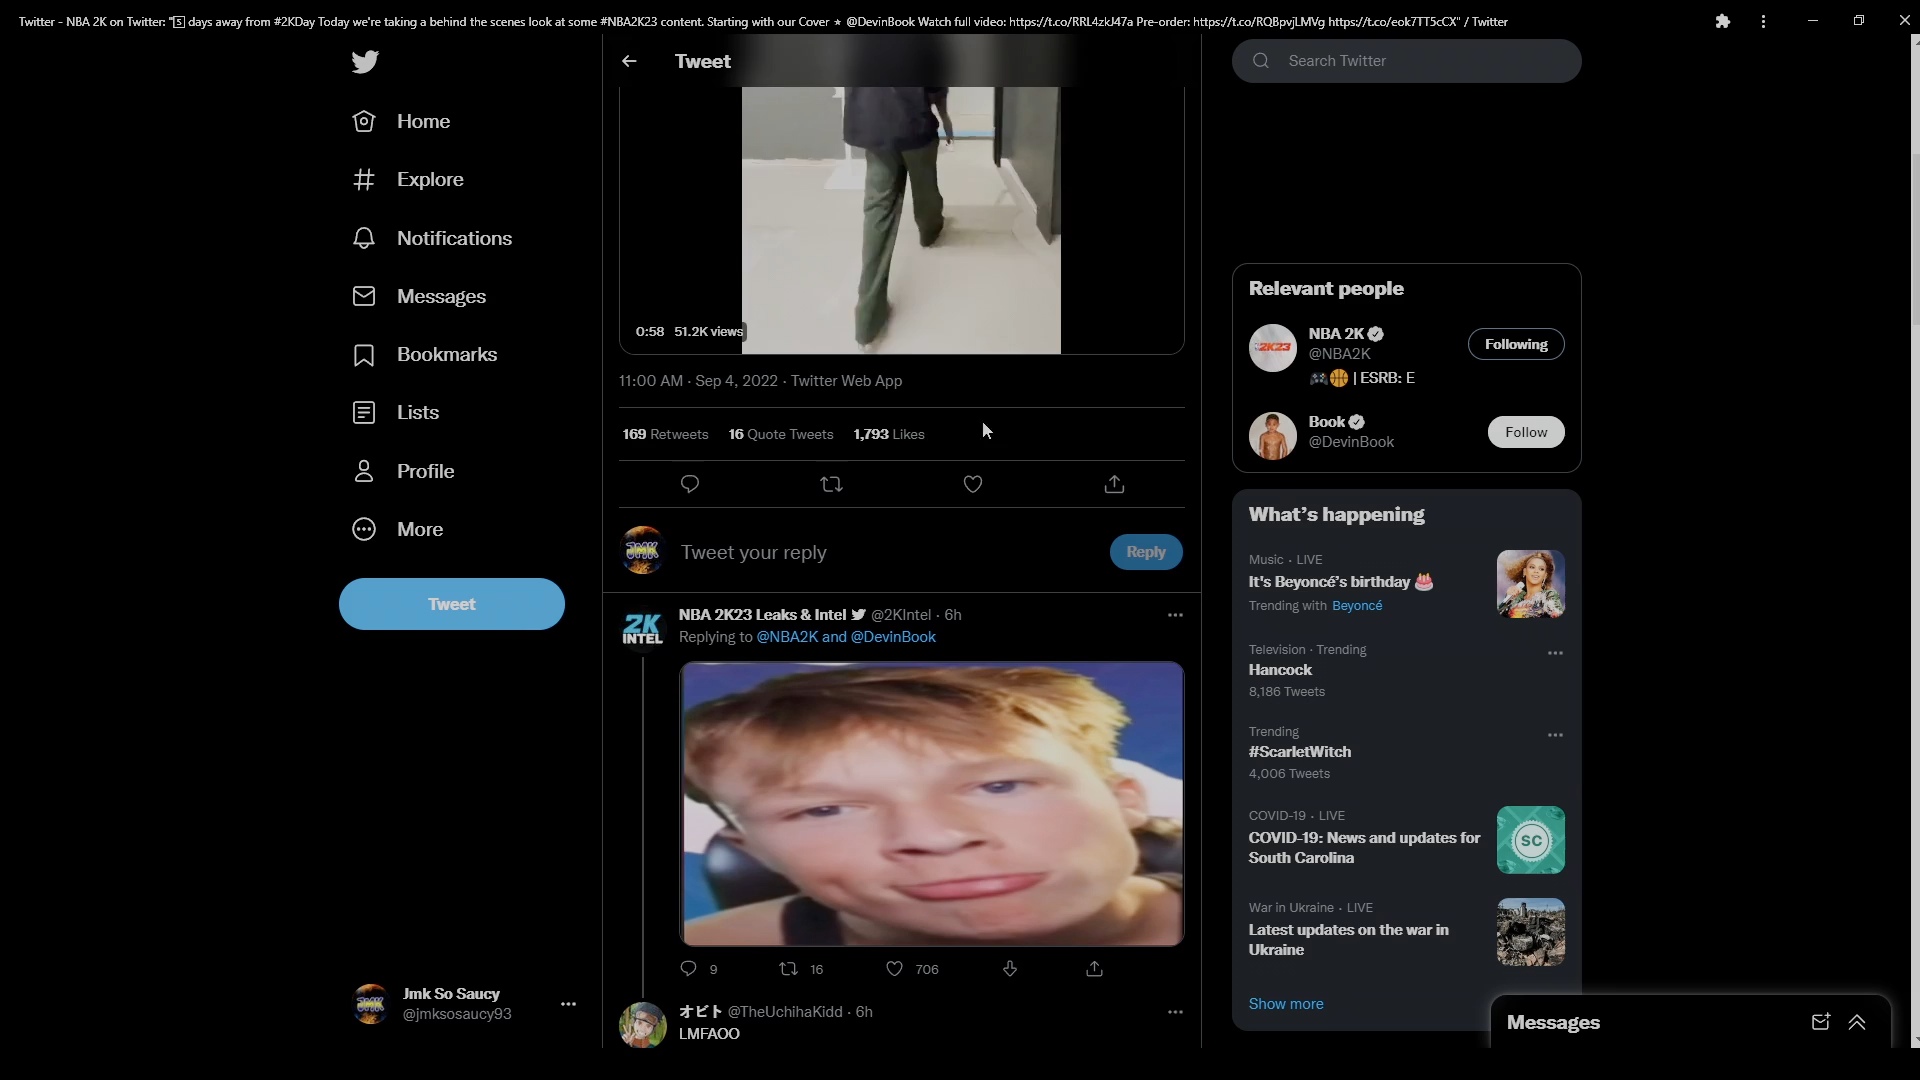 Twitter - NBA 2K on Twitter: "5️⃣ days away from #2KDay Today we're taking a behind the scenes look at some #NBA2K23 content. Starting with our Cover ⭐ @DevinBook Watch full video: https://t.co/RRL4zkJ47a Pre-order: https://t.co/RQBpvjLMVg https://t.co/eok7TT5cCX" / Twitter
Home
Explore
Notifications
Messages
Bookmarks
Lists
Profile
More
Tweet
Jmk So Saucy
@jmksosaucy93
Tweet
0:58 51.2K views
11:00 AM · Sep 4, 2022 · Twitter Web App
169 Retweets 16 Quote Tweets 1,793 Likes
JMK
Tweet your reply
Reply
2K INTEL
NBA 2K23 Leaks & Intel @2KIntel · 6h
Replying to @NBA2K and @DevinBook
9 16 706
オビト @TheUchihaKidd · 6h
LMFAOO
Search Twitter
Relevant people
2K23
NBA 2K
@NBA2K
🎮🏀 | ESRB: E
Following
Book
@DevinBook
Follow
What's happening
Music · LIVE
It's Beyoncé's birthday 🎂
Trending with Beyoncé
Television · Trending
Hancock
8,186 Tweets
Trending
#ScarletWitch
4,006 Tweets
COVID-19 · LIVE
COVID-19: News and updates for
South Carolina
SC
War in Ukraine · LIVE
Latest updates on the war in
Ukraine
Show more
Messages